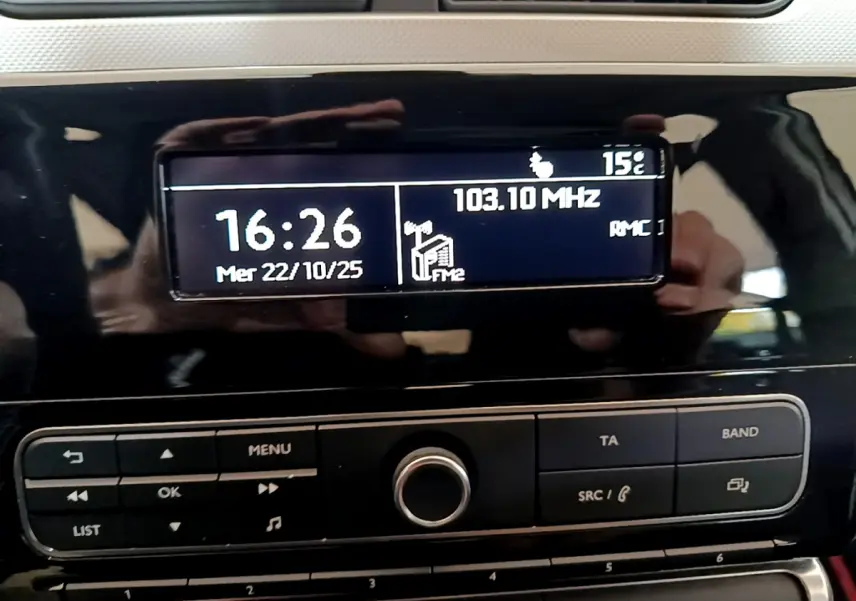 15°C
103.10 MHz
16:26
RMC
Mer 22/10/25
FM2
MENU
TA
BAND
OK
SRC /
LIST
1
2
3
4
5
6